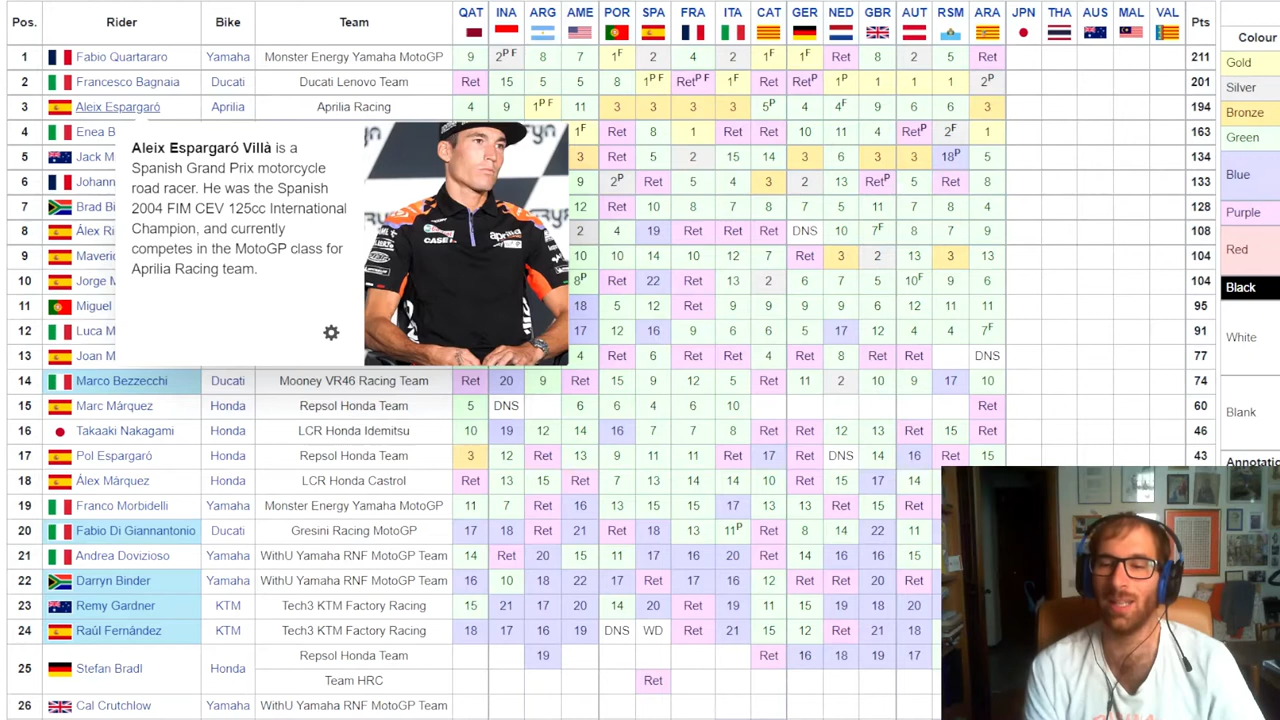 Pos. Rider Bike Team QAT INA ARG AME POR SPA FRA ITA CAT GER NED GBR AUT RSM ARA JPN THA AUS MAL VAL Pts
1 Fabio Quartararo Yamaha Monster Energy Yamaha MotoGP 9 2P F 8 7 1F 2 4 2 1F 1F Ret 8 2 5 Ret 211
2 Francesco Bagnaia Ducati Ducati Lenovo Team Ret 15 5 5 8 1P F RetP F 1F Ret RetP 1P 1 1 1 2P 201
3 Aleix Espargaró Aprilia Aprilia Racing 4 9 1P F 11 3 3 3 3 5P 4 4F 9 6 6 3 194
4 Enea B 1F Ret 8 1 Ret Ret 10 11 4 RetP 2F 1 163
5 Jack M 3 Ret 5 2 15 14 3 6 3 3 18P 5 134
6 Johann 9 2P Ret 5 4 3 2 13 RetP 5 Ret 8 133
7 Brad Bi 12 Ret 10 8 7 8 7 5 11 7 8 4 128
8 Álex Ri 2 4 19 Ret Ret Ret DNS 10 7F 8 7 9 108
9 Maveric 10 10 14 10 12 7 Ret 3 2 13 3 13 104
10 Jorge M 8P Ret 22 Ret 13 2 6 7 5 10F 9 6 104
11 Miguel 18 5 12 Ret 9 9 9 9 6 12 11 11 95
12 Luca M 17 12 16 9 6 6 5 17 12 4 4 7F 91
13 Joan M 4 Ret 6 Ret Ret Ret Ret 8 Ret Ret DNS 77
14 Marco Bezzecchi Ducati Mooney VR46 Racing Team Ret 20 9 Ret 15 9 12 5 Ret 11 2 10 9 17 10 74
15 Marc Márquez Honda Repsol Honda Team 5 DNS 6 6 4 6 10 Ret 60
16 Takaaki Nakagami Honda LCR Honda Idemitsu 10 19 12 14 16 7 7 8 Ret Ret 12 13 Ret 15 Ret 46
17 Pol Espargaró Honda Repsol Honda Team 3 12 Ret 13 9 11 11 Ret 17 Ret DNS 14 16 Ret 15 43
18 Álex Márquez Honda LCR Honda Castrol Ret 13 15 Ret 7 13 14 14 10 Ret 15 17 14
19 Franco Morbidelli Yamaha Monster Energy Yamaha MotoGP 11 7 Ret 16 13 15 15 17 13 13 Ret 15 Ret
20 Fabio Di Giannantonio Ducati Gresini Racing MotoGP 17 18 Ret 21 Ret 18 13 11P Ret 8 14 22 11
21 Andrea Dovizioso Yamaha WithU Yamaha RNF MotoGP Team 14 Ret 20 15 11 17 16 20 Ret 14 16 16 15
22 Darryn Binder Yamaha WithU Yamaha RNF MotoGP Team 16 10 18 22 17 Ret 17 16 12 Ret Ret 20 Ret
23 Remy Gardner KTM Tech3 KTM Factory Racing 15 21 17 20 14 20 Ret 19 11 15 19 18 20
24 Raúl Fernández KTM Tech3 KTM Factory Racing 18 17 16 19 DNS WD Ret 21 15 12 Ret 21 18
25 Stefan Bradl Honda Repsol Honda Team 19 Ret 16 18 19 17
Team HRC Ret
26 Cal Crutchlow Yamaha WithU Yamaha RNF MotoGP Team
Aleix Espargaró Villà is a
Spanish Grand Prix motorcycle
road racer. He was the Spanish
2004 FIM CEV 125cc International
Champion, and currently
competes in the MotoGP class for
Aprilia Racing team.
Colour
Gold
Silver
Bronze
Green
Blue
Purple
Red
Black
White
Blank
Annotatio